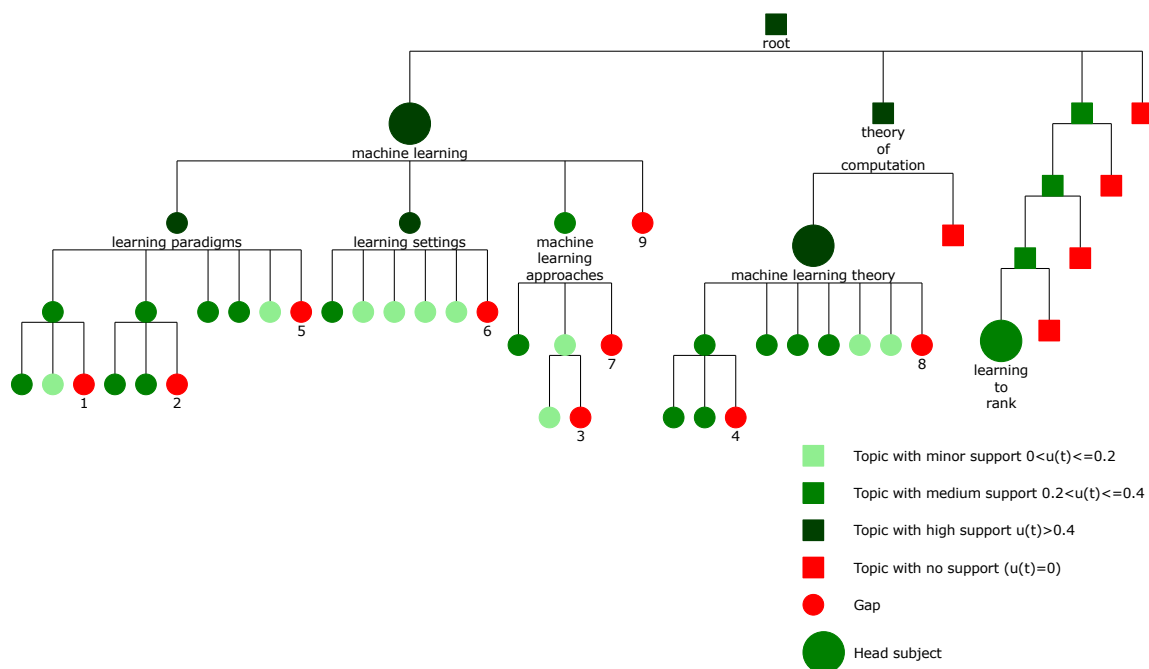 root
theory
of
computation
machine learning
learning paradigms
learning settings
machine
learning
approaches
9
machine learning theory
5
6
7
8
learning
to
rank
1
2
3
4
Topic with minor support 0<u(t)<=0.2
Topic with medium support 0.2<u(t)<=0.4
Topic with high support u(t)>0.4
Topic with no support (u(t)=0)
Gap
Head subject